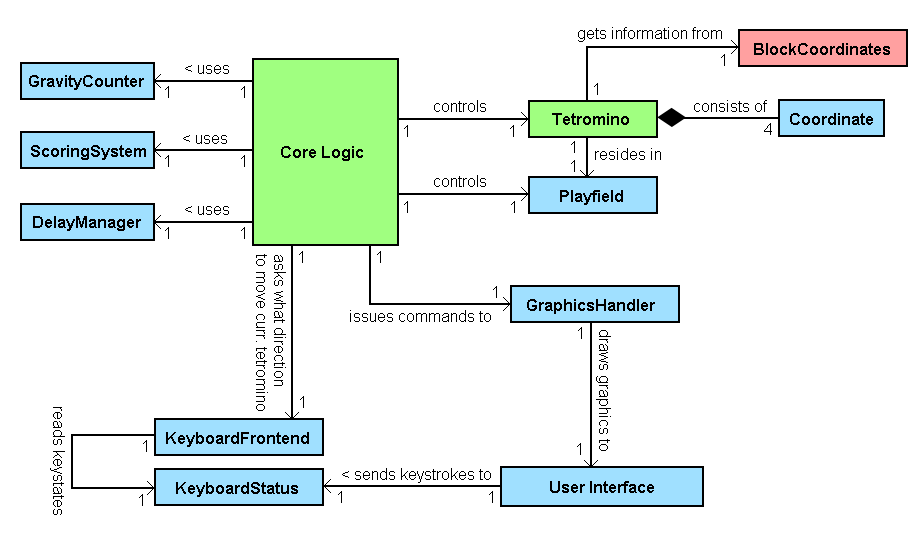 gets information from
BlockCoordinates
1
1
GravityCounter
< uses
1
1
controls
1
1
Tetromino
consists of
4
Coordinate
ScoringSystem
< uses
1
1
Core Logic
1
1
resides in
controls
1
1
Playfield
DelayManager
< uses
1
1
1
asks what direction
to move curr. tetromino
1
1
issues commands to
1
GraphicsHandler
1
draws graphics to
1
KeyboardFrontend
1
reads keystates
1
KeyboardStatus
< sends keystrokes to
1
1
User Interface